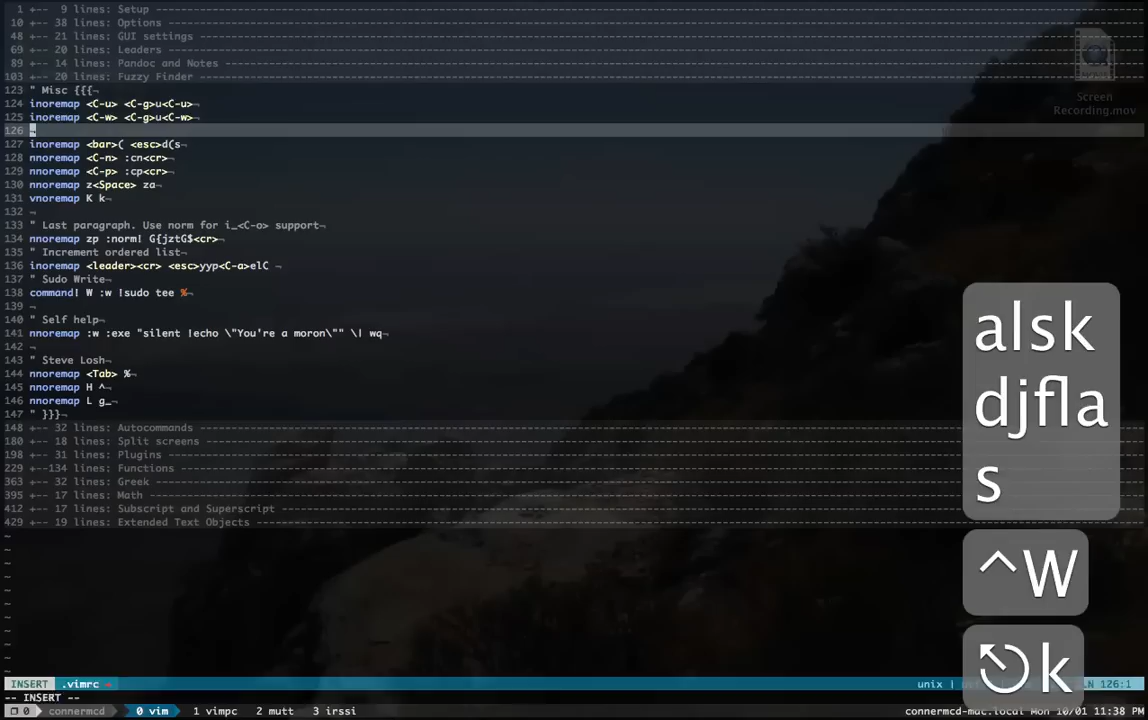 1 +-- 9 lines: Setup
10 +-- 38 lines: Options
48 +-- 21 lines: GUI settings
69 +-- 20 lines: Leaders
89 +-- 14 lines: Pandoc and Notes
103 +-- 20 lines: Fuzzy Finder
123 " Misc {{{¬
124 inoremap <C-u> <C-g>u<C-u>¬
125 inoremap <C-w> <C-g>u<C-w>¬
126 ¬
127 inoremap <bar>( <esc>d(s¬
128 nnoremap <C-n> :cn<cr>¬
129 nnoremap <C-p> :cp<cr>¬
130 nnoremap z<Space> za¬
131 vnoremap K k¬
132 ¬
133 " Last paragraph. Use norm for i_<C-o> support¬
134 nnoremap zp :norm! G{jztG$<cr>¬
135 " Increment ordered list¬
136 inoremap <leader><cr> <esc>yyp<C-a>elC ¬
137 " Sudo Write¬
138 command! W :w !sudo tee %¬
139 ¬
140 " Self help¬
141 nnoremap :w :exe "silent !echo \"You're a moron\"" \| wq¬
142 ¬
143 " Steve Losh¬
144 nnoremap <Tab> %¬
145 nnoremap H ^¬
146 nnoremap L g_¬
147 " }}}¬
148 +-- 32 lines: Autocommands
180 +-- 18 lines: Split screens
198 +-- 31 lines: Plugins
229 +--134 lines: Functions
363 +-- 32 lines: Greek
395 +-- 17 lines: Math
412 +-- 17 lines: Subscript and Superscript
429 +-- 19 lines: Extended Text Objects
~
~
~
~
~
~
~
~
~
~
~
Screen
Recording.mov
alsk
djfla
s
^W
⎋k
INSERT .vimrc unix | LN 126:1
-- INSERT --
0 connermcd 0 vim 1 vimpc 2 mutt 3 irssi connermcd-mac.local Mon 10/01 11:38 PM